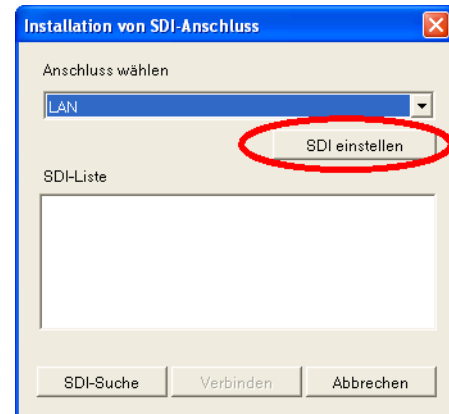 Installation von SDI-Anschluss
Anschluss wählen
LAN
SDI einstellen
SDI-Liste
SDI-Suche Verbinden Abbrechen